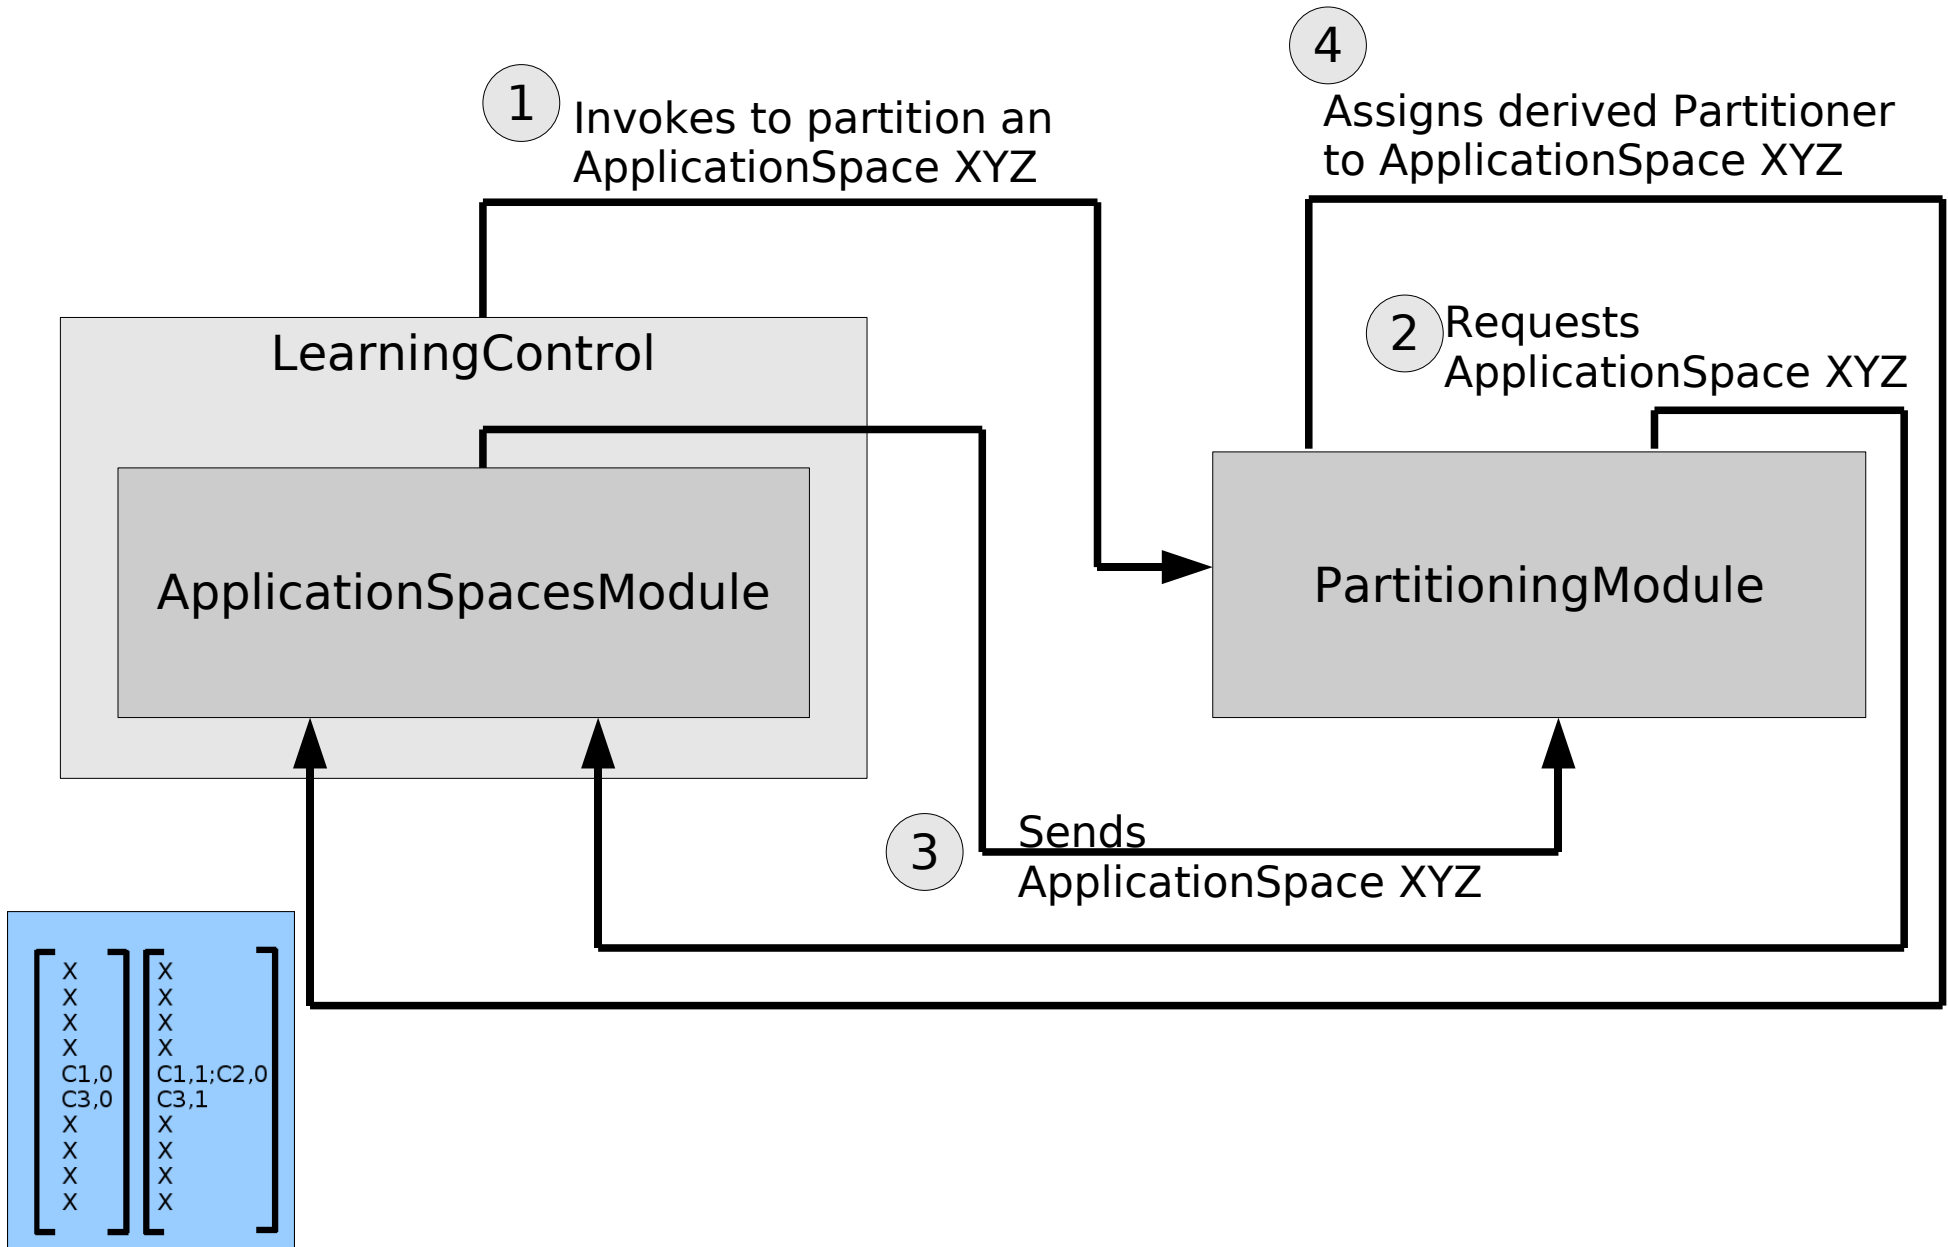 4
1
Assigns derived Partitioner
to ApplicationSpace XYZ
Invokes to partition an
ApplicationSpace XYZ
2
Requests
ApplicationSpace XYZ
LearningControl
ApplicationSpacesModule
PartitioningModule
3
Sends
ApplicationSpace XYZ
X
X
X
X
C1,0
C3,0
X
X
X
X
X
X
X
X
C1,1;C2,0
C3,1
X
X
X
X